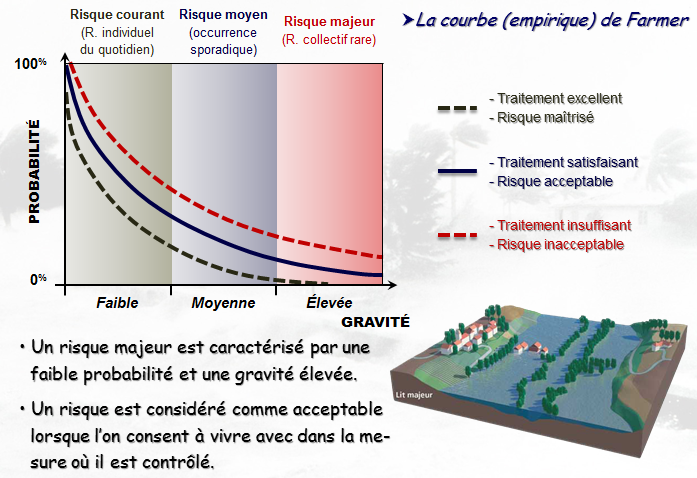 Risque courant
(R. individuel
du quotidien)
Risque moyen
(occurrence
sporadique)
Risque majeur
(R. collectif rare)
La courbe (empirique) de Farmer
100%
PROBABILITÉ
0%
Faible
Moyenne
Élevée
GRAVITÉ
- Traitement excellent
- Risque maîtrisé
- Traitement satisfaisant
- Risque acceptable
- Traitement insuffisant
- Risque inacceptable
• Un risque majeur est caractérisé par une
faible probabilité et une gravité élevée.
• Un risque est considéré comme acceptable
lorsque l'on consent à vivre avec dans la me-
sure où il est contrôlé.
Lit majeur